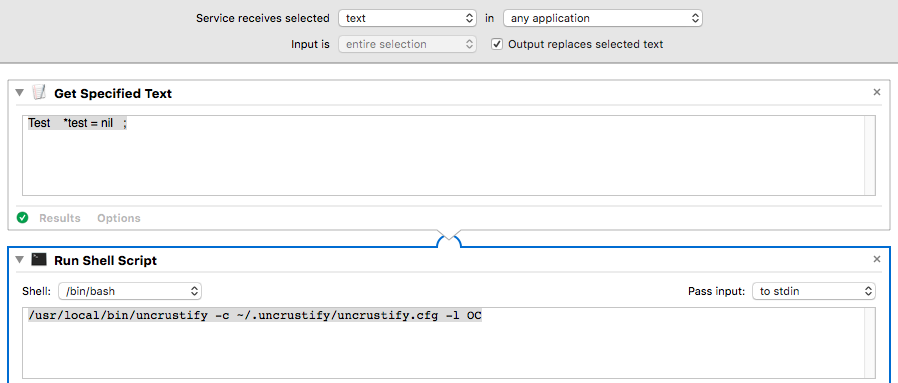 Service receives selected text in any application
Input is entire selection Output replaces selected text
Get Specified Text
Test    *test = nil   ;
Results Options
Run Shell Script
Shell: /bin/bash Pass input: to stdin
/usr/local/bin/uncrustify -c ~/.uncrustify/uncrustify.cfg -l OC